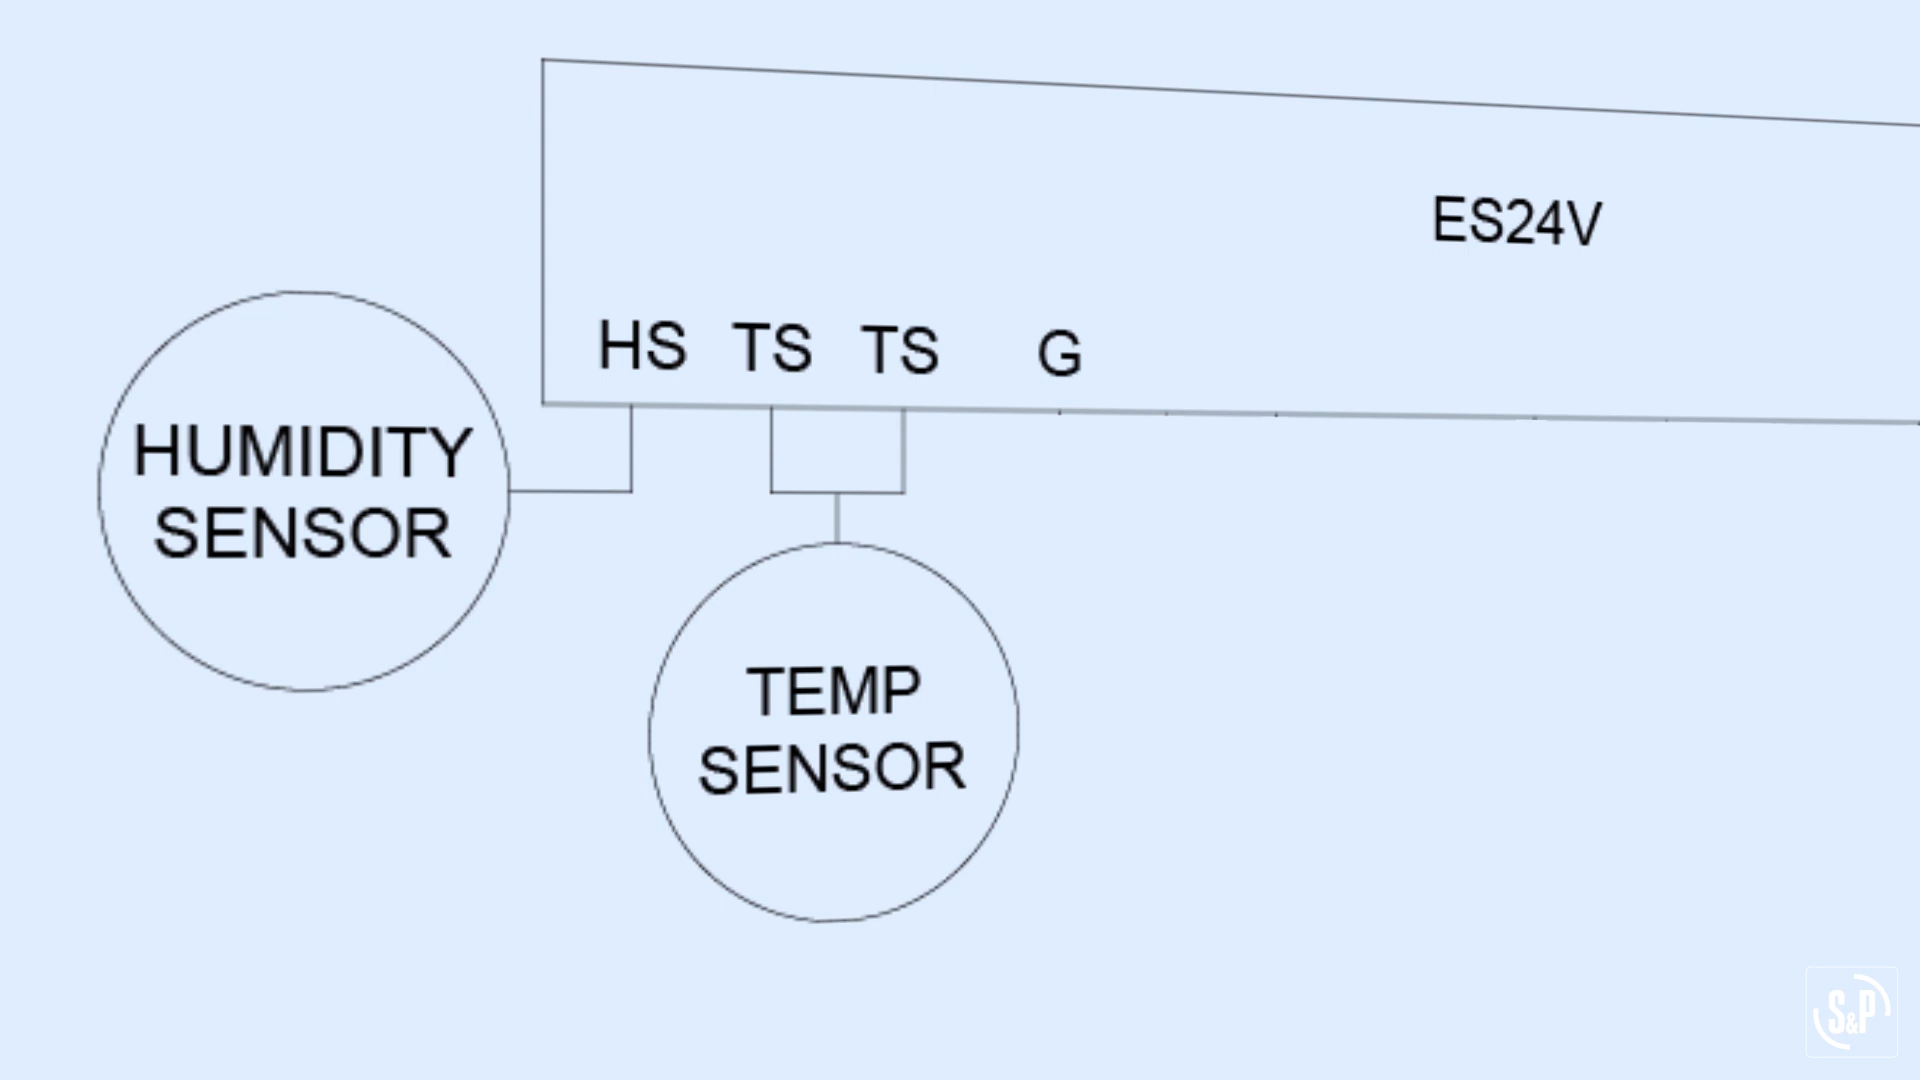 ES24V
HS TS TS G
HUMIDITY
SENSOR
TEMP
SENSOR
S&P